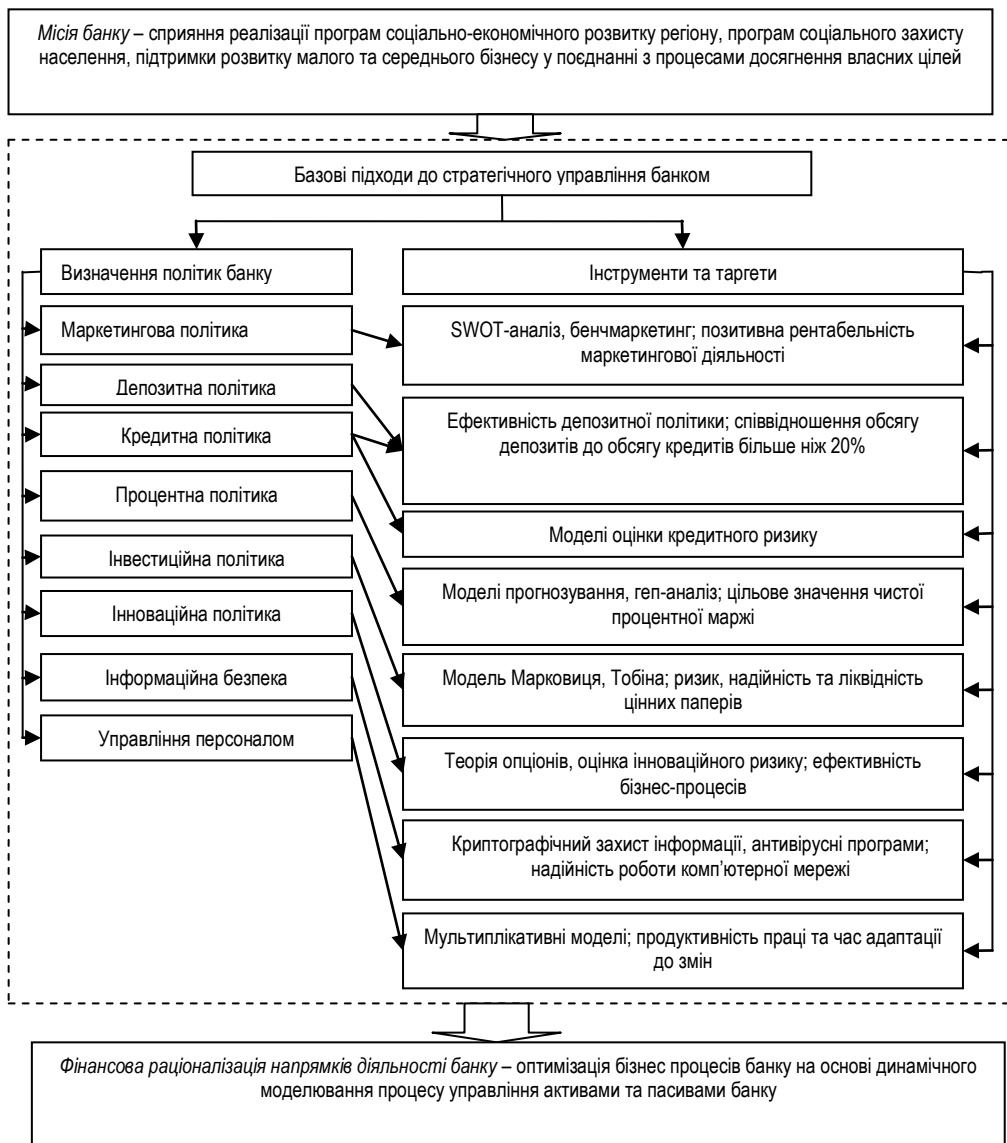 Місія банку – сприяння реалізації програм соціально-економічного розвитку регіону, програм соціального захисту
населення, підтримки розвитку малого та середнього бізнесу у поєднанні з процесами досягнення власних цілей
Базові підходи до стратегічного управління банком
Визначення політик банку
Інструменти та таргети
Маркетингова політика
SWOT-аналіз, бенчмаркетинг; позитивна рентабельність
маркетингової діяльності
Депозитна політика
Ефективність депозитної політики; співвідношення обсягу
депозитів до обсягу кредитів більше ніж 20%
Кредитна політика
Моделі оцінки кредитного ризику
Процентна політика
Моделі прогнозування, геп-аналіз; цільове значення чистої
процентної маржі
Інвестиційна політика
Модель Марковиця, Тобіна; ризик, надійність та ліквідність
цінних паперів
Інноваційна політика
Теорія опціонів, оцінка інноваційного ризику; ефективність
бізнес-процесів
Інформаційна безпека
Криптографічний захист інформації, антивірусні програми;
надійність роботи комп’ютерної мережі
Управління персоналом
Мультиплікативні моделі; продуктивність праці та час адаптації
до змін
Фінансова раціоналізація напрямків діяльності банку – оптимізація бізнес процесів банку на основі динамічного
моделювання процесу управління активами та пасивами банку